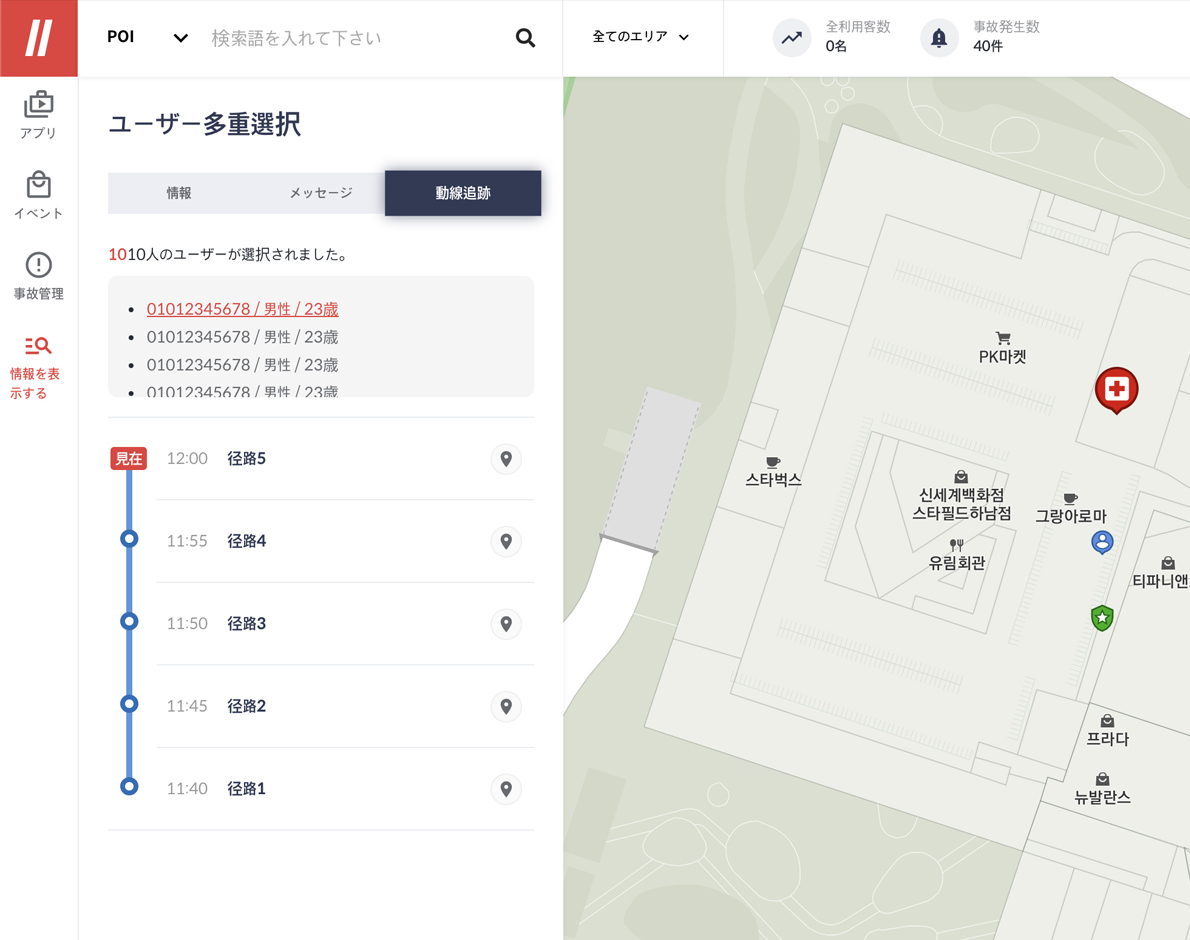 POI
検索語を入れて下さい
全てのエリア
全利用客数
0名
事故発生数
40件
アプリ
イベント
事故管理
情報を表
示する
ユーザー多重選択
情報
メッセージ
動線追跡
1010人のユーザーが選択されました。
01012345678 / 男性 / 23歳
01012345678 / 男性 / 23歳
01012345678 / 男性 / 23歳
01012345678 / 男性 / 23歳
見在 12:00 径路5
11:55 径路4
11:50 径路3
11:45 径路2
11:40 径路1
PK마켓
스타벅스
신세계백화점
스타필드하남점
그랑아로마
유림회관
티파니앤
프라다
뉴발란스